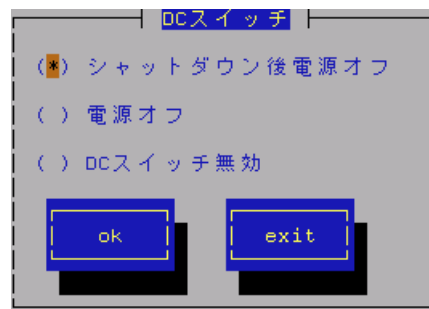 DCスイッチ
(*) シャットダウン後電源オフ
( ) 電源オフ
( ) DCスイッチ無効
ok exit